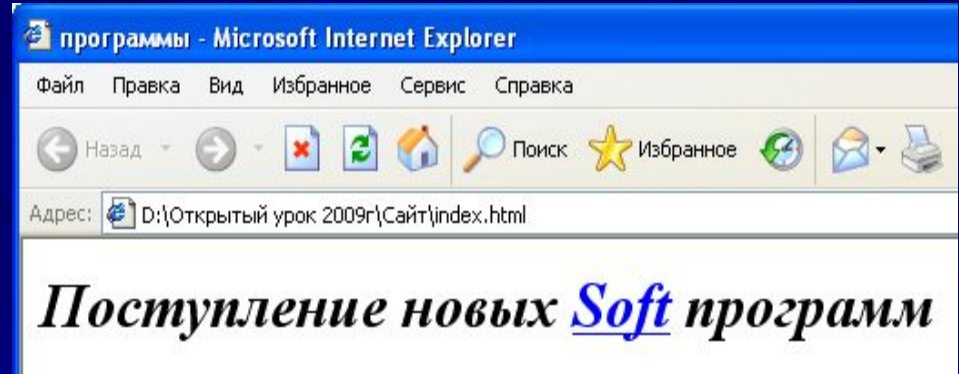 программы - Microsoft Internet Explorer
Файл Правка Вид Избранное Сервис Справка
Назад Поиск Избранное
Адрес: D:\Открытый урок 2009г\Сайт\index.html
Поступление новых Soft программ